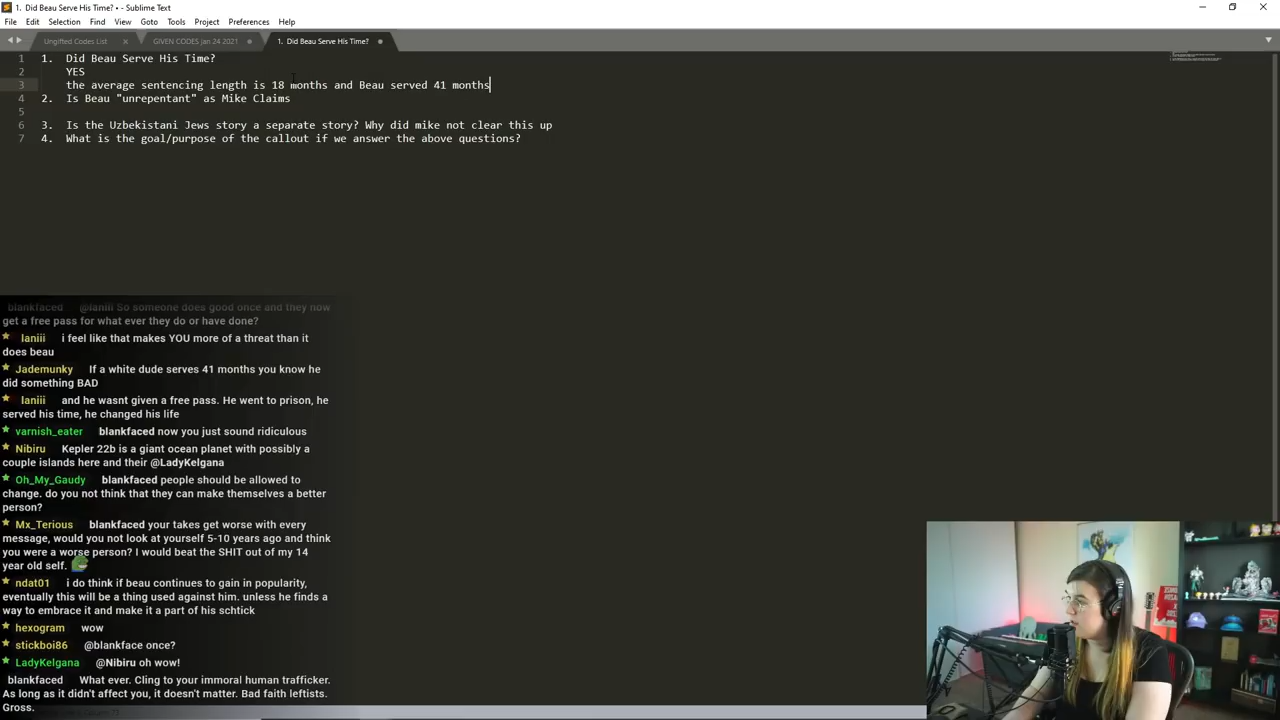 1. Did Beau Serve His Time? • - Sublime Text
File Edit Selection Find View Goto Tools Project Preferences Help
Ungifted Codes List GIVEN CODES jan 24 2021 1. Did Beau Serve His Time?
1 1. Did Beau Serve His Time?
2 YES
3 the average sentencing length is 18 months and Beau served 41 months
4 2. Is Beau "unrepentant" as Mike Claims
5
6 3. Is the Uzbekistani Jews story a separate story? Why did mike not clear this up
7 4. What is the goal/purpose of the callout if we answer the above questions?
blankfaced @laniii So someone does good once and they now
get a free pass for what ever they do or have done?
laniii i feel like that makes YOU more of a threat than it
does beau
Jademunky If a white dude serves 41 months you know he
did something BAD
laniii and he wasnt given a free pass. He went to prison, he
served his time, he changed his life
varnish_eater blankfaced now you just sound ridiculous
Nibiru Kepler 22b is a giant ocean planet with possibly a
couple islands here and their @LadyKelgana
Oh_My_Gaudy blankfaced people should be allowed to
change. do you not think that they can make themselves a better
person?
Mx_Terious blankfaced your takes get worse with every
message, would you not look at yourself 5-10 years ago and think
you were a worse person? I would beat the SHIT out of my 14
year old self.
ndat01 i do think if beau continues to gain in popularity,
eventually this will be a thing used against him. unless he finds a
way to embrace it and make it a part of his schtick
hexogram wow
stickboi86 @blankface once?
LadyKelgana @Nibiru oh wow!
blankfaced What ever. Cling to your immoral human trafficker.
As long as it didn't affect you, it doesn't matter. Bad faith leftists.
Gross.